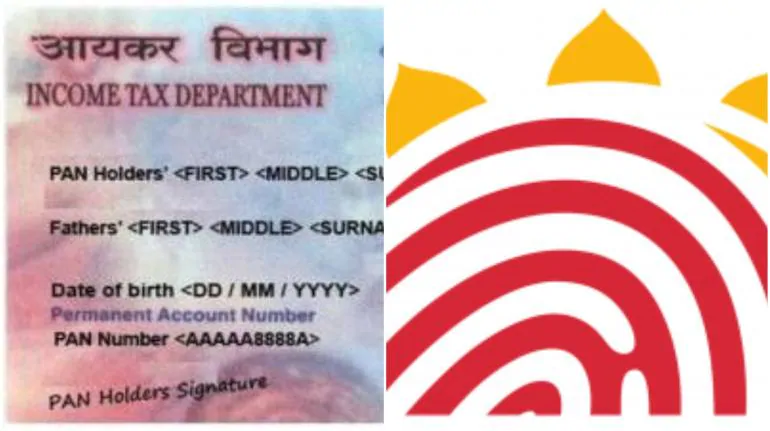 आयकर विभाग
INCOME TAX DEPARTMENT
PAN Holders' <FIRST> <MIDDLE> <SU
Fathers' <FIRST> <MIDDLE> <SURNA
Date of birth <DD / MM / YYYY>
Permanent Account Number
PAN Number <AAAAA8888A>
PAN Holders Signature